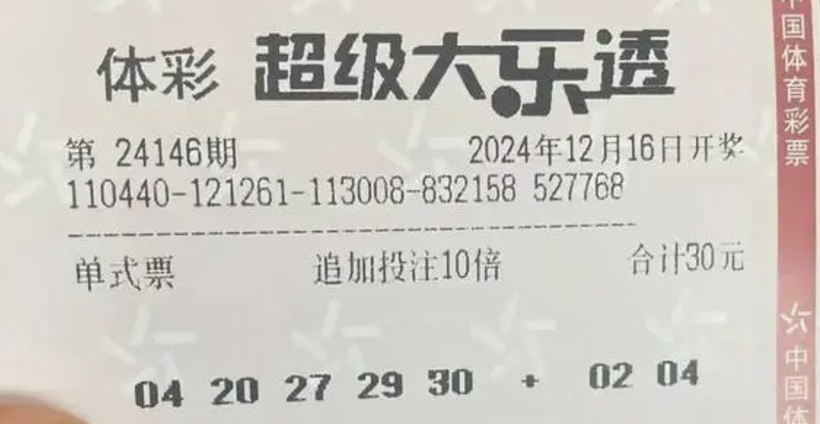 体彩 超级大乐透
第 24146期 2024年12月16日开奖
110440-121261-113008-832158 527768
单式票 追加投注10倍 合计30元
04 20 27 29 30 + 02 04
中国体育彩票
中国体